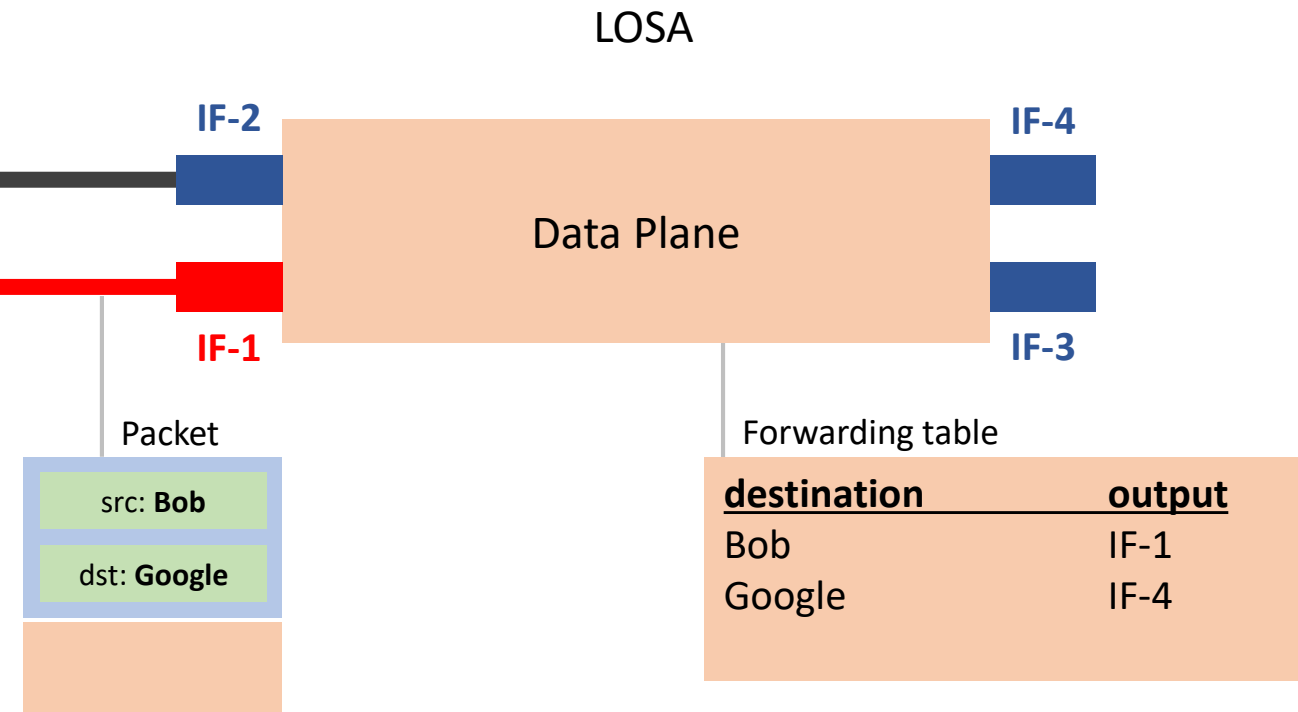 LOSA
IF-2
IF-4
Data Plane
IF-1
IF-3
Packet
Forwarding table
src: Bob
dst: Google
destination output
Bob IF-1
Google IF-4